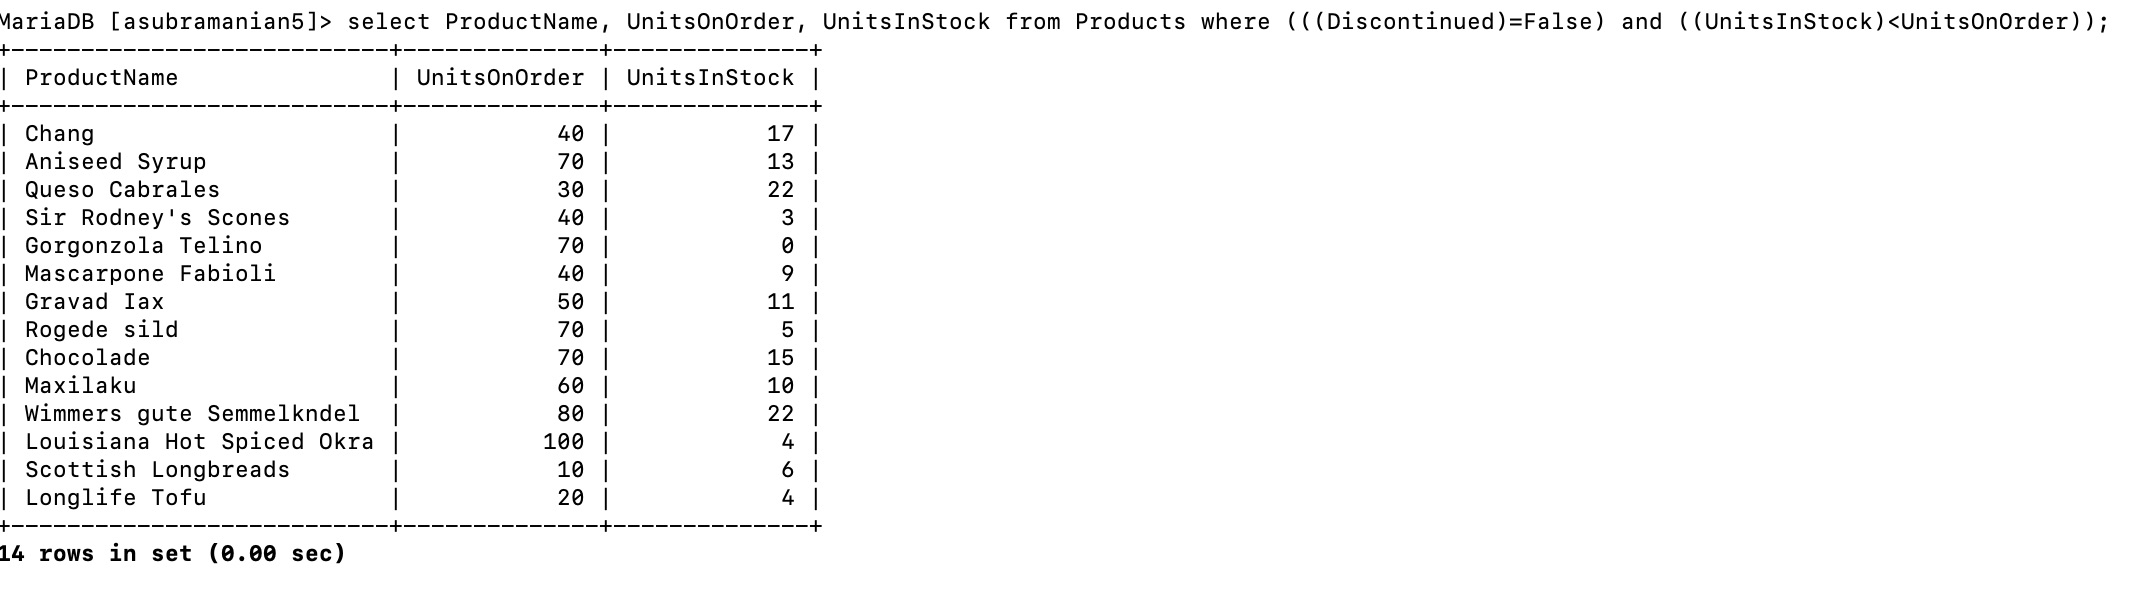 MariaDB [asubramanian5]> select ProductName, UnitsOnOrder, UnitsInStock from Products where (((Discontinued)=False) and ((UnitsInStock)<UnitsOnOrder));
+---------------------------+--------------+--------------+
| ProductName               | UnitsOnOrder | UnitsInStock |
+---------------------------+--------------+--------------+
| Chang                     |           40 |           17 |
| Aniseed Syrup             |           70 |           13 |
| Queso Cabrales            |           30 |           22 |
| Sir Rodney's Scones       |           40 |            3 |
| Gorgonzola Telino         |           70 |            0 |
| Mascarpone Fabioli        |           40 |            9 |
| Gravad Iax                |           50 |           11 |
| Rogede sild               |           70 |            5 |
| Chocolade                 |           70 |           15 |
| Maxilaku                  |           60 |           10 |
| Wimmers gute Semmelkndel  |           80 |           22 |
| Louisiana Hot Spiced Okra |          100 |            4 |
| Scottish Longbreads       |           10 |            6 |
| Longlife Tofu             |           20 |            4 |
+---------------------------+--------------+--------------+
14 rows in set (0.00 sec)